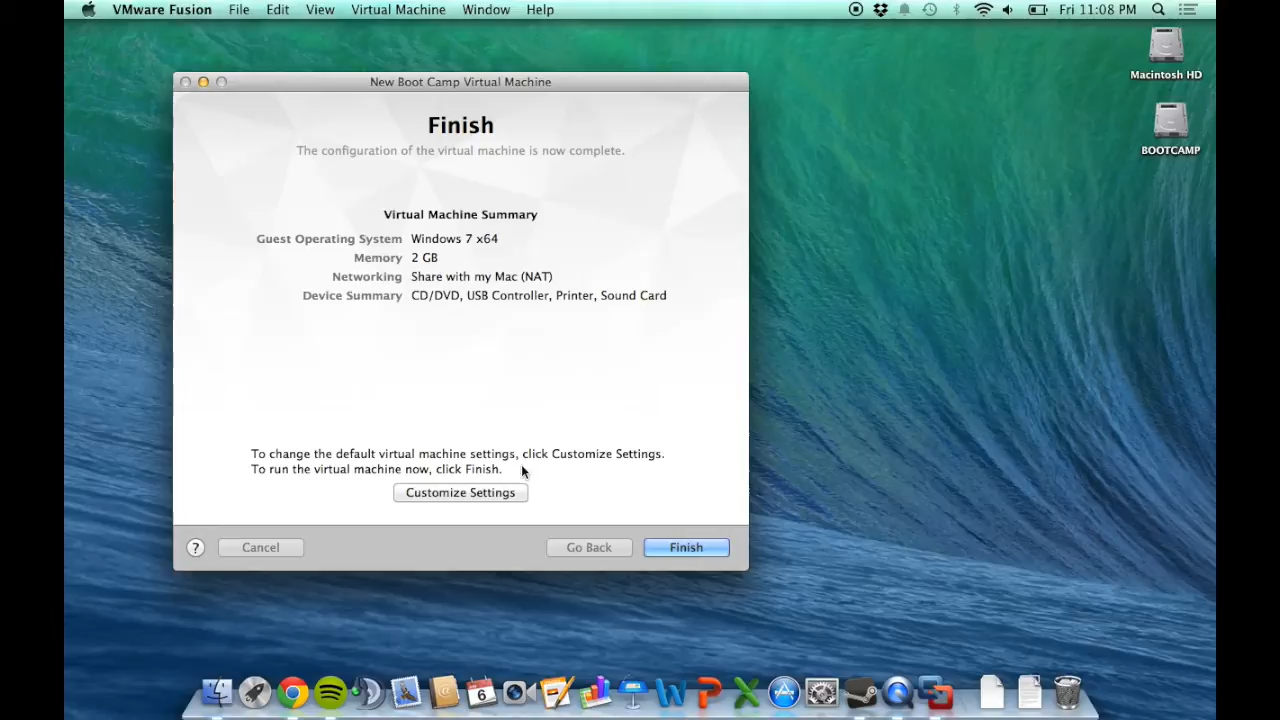 VMware Fusion File Edit View Virtual Machine Window Help Fri 11:08 PM
Macintosh HD
BOOTCAMP
New Boot Camp Virtual Machine
Finish
The configuration of the virtual machine is now complete.
Virtual Machine Summary
Guest Operating System Windows 7 x64
Memory 2 GB
Networking Share with my Mac (NAT)
Device Summary CD/DVD, USB Controller, Printer, Sound Card
To change the default virtual machine settings, click Customize Settings.
To run the virtual machine now, click Finish.
Customize Settings
? Cancel Go Back Finish
6